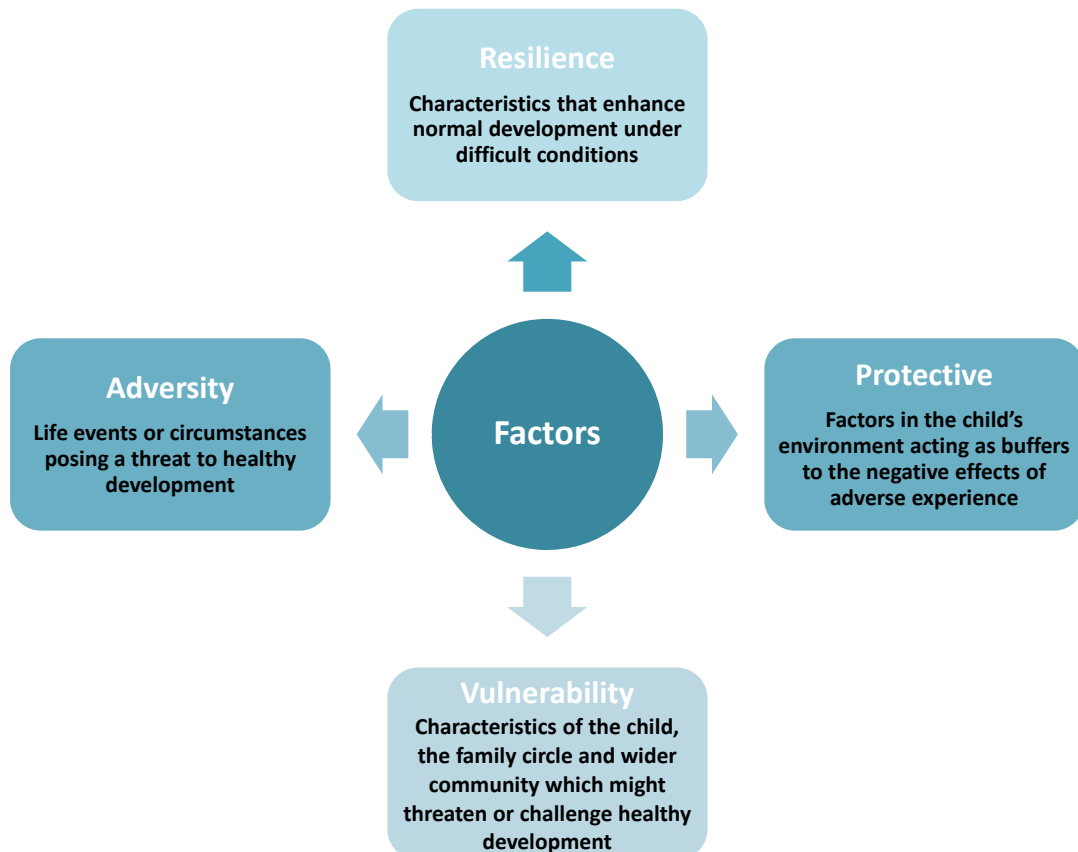 Resilience
Characteristics that enhance
normal development under
difficult conditions
Adversity
Life events or circumstances
posing a threat to healthy
development
Factors
Protective
Factors in the child’s
environment acting as buffers
to the negative effects of
adverse experience
Vulnerability
Characteristics of the child,
the family circle and wider
community which might
threaten or challenge healthy
development